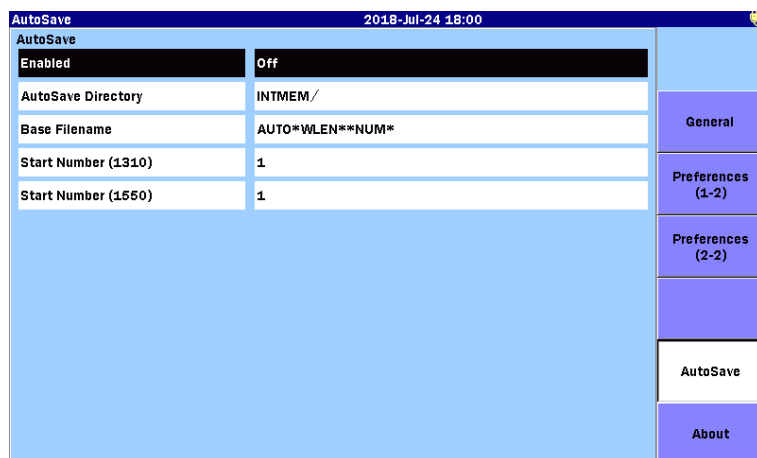 AutoSave 2018-Jul-24 18:00
AutoSave
Enabled Off
AutoSave Directory INTMEM/
Base Filename AUTO*WLEN**NUM*
Start Number (1310) 1
Start Number (1550) 1
General
Preferences
(1-2)
Preferences
(2-2)
AutoSave
About